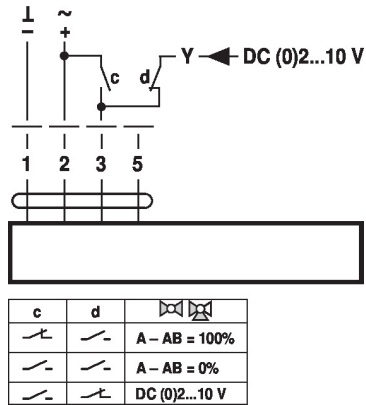 ⊥ ~
− +
c d Y DC (0)2...10 V
1 2 3 5
c d
A – AB = 100%
A – AB = 0%
DC (0)2...10 V